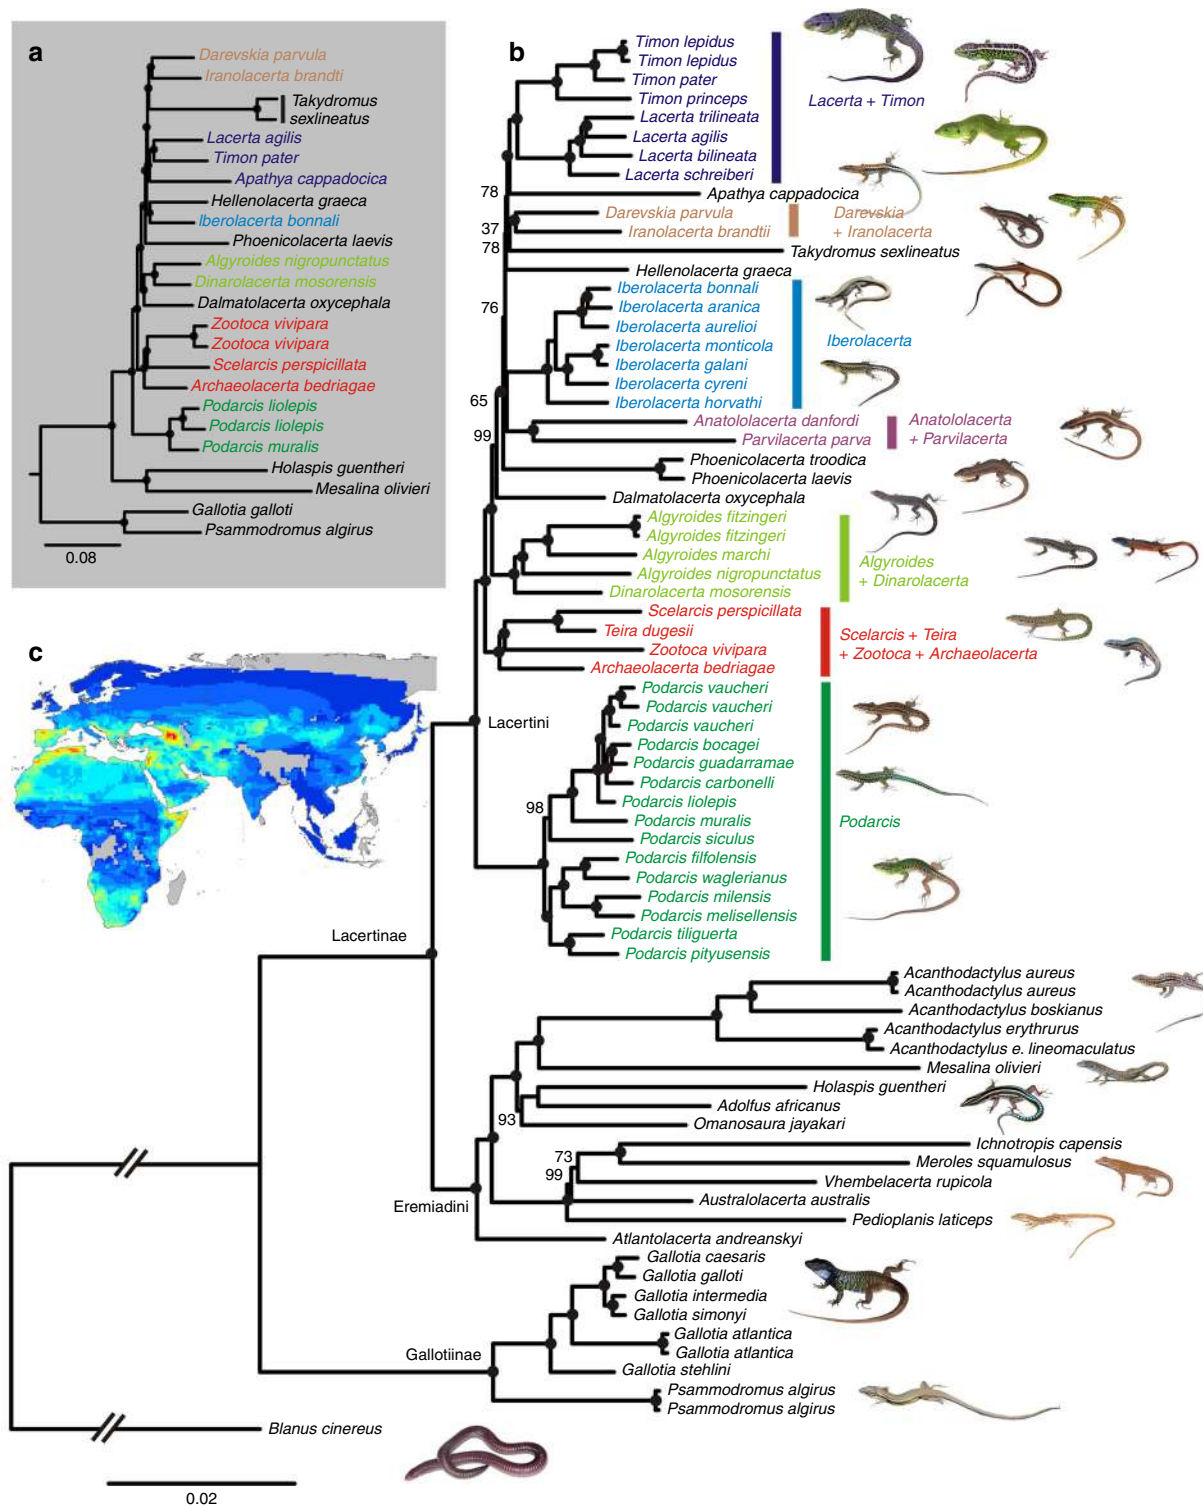 a
Darevskia parvula
Iranolacerta brandti
Takydromus
sexlineatus
Lacerta agilis
Timon pater
Apathya cappadocica
Hellenolacerta graeca
Iberolacerta bonnali
Phoenicolacerta laevis
Algyroides nigropunctatus
Dinarolacerta mosorensis
Dalmatolacerta oxycephala
Zootoca vivipara
Zootoca vivipara
Scelarcis perspicillata
Archaeolacerta bedriagae
Podarcis liolepis
Podarcis liolepis
Podarcis muralis
Holaspis guentheri
Mesalina olivieri
Gallotia galloti
Psammodromus algirus
0.08
b
Timon lepidus
Timon lepidus
Timon pater
Timon princeps
Lacerta trilineata
Lacerta agilis
Lacerta bilineata
Lacerta schreiberi
Lacerta + Timon
78
Apathya cappadocica
Darevskia parvula
Iranolacerta brandtii
Darevskia
+ Iranolacerta
37
78
Takydromus sexlineatus
Hellenolacerta graeca
76
Iberolacerta bonnali
Iberolacerta aranica
Iberolacerta aurelioi
Iberolacerta monticola
Iberolacerta galani
Iberolacerta cyreni
Iberolacerta horvathi
Iberolacerta
65
99
Anatololacerta danfordi
Parvilacerta parva
Anatololacerta
+ Parvilacerta
Phoenicolacerta troodica
Phoenicolacerta laevis
Dalmatolacerta oxycephala
Algyroides fitzingeri
Algyroides fitzingeri
Algyroides marchi
Algyroides nigropunctatus
Dinarolacerta mosorensis
Algyroides
+ Dinarolacerta
Scelarcis perspicillata
Teira dugesii
Zootoca vivipara
Archaeolacerta bedriagae
Scelarcis + Teira
+ Zootoca + Archaeolacerta
Lacertini
Podarcis vaucheri
Podarcis vaucheri
Podarcis vaucheri
Podarcis bocagei
Podarcis guadarramae
Podarcis carbonelli
Podarcis liolepis
Podarcis muralis
Podarcis siculus
Podarcis filfolensis
Podarcis waglerianus
Podarcis milensis
Podarcis melisellensis
Podarcis tiliguerta
Podarcis pityusensis
Podarcis
98
c
Lacertinae
Acanthodactylus aureus
Acanthodactylus aureus
Acanthodactylus boskianus
Acanthodactylus erythrurus
Acanthodactylus e. lineomaculatus
Mesalina olivieri
Holaspis guentheri
Adolfus africanus
Omanosaura jayakari
93
Ichnotropis capensis
Meroles squamulosus
Vhembelacerta rupicola
Australolacerta australis
Pedioplanis laticeps
73
99
Eremiadini
Atlantolacerta andreanskyi
Gallotia caesaris
Gallotia galloti
Gallotia intermedia
Gallotia simonyi
Gallotia atlantica
Gallotia atlantica
Gallotia stehlini
Gallotiinae
Psammodromus algirus
Psammodromus algirus
Blanus cinereus
0.02